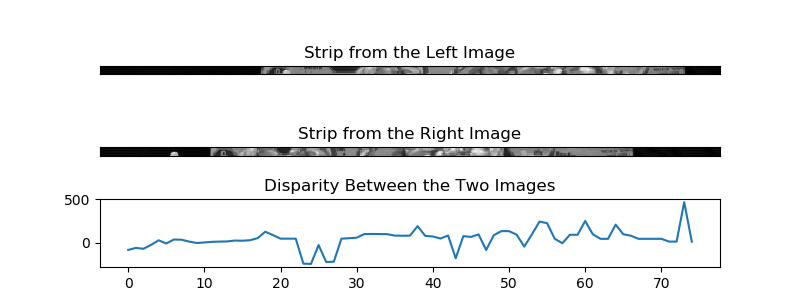 Strip from the Left Image
Strip from the Right Image
Disparity Between the Two Images
500
0
0 10 20 30 40 50 60 70